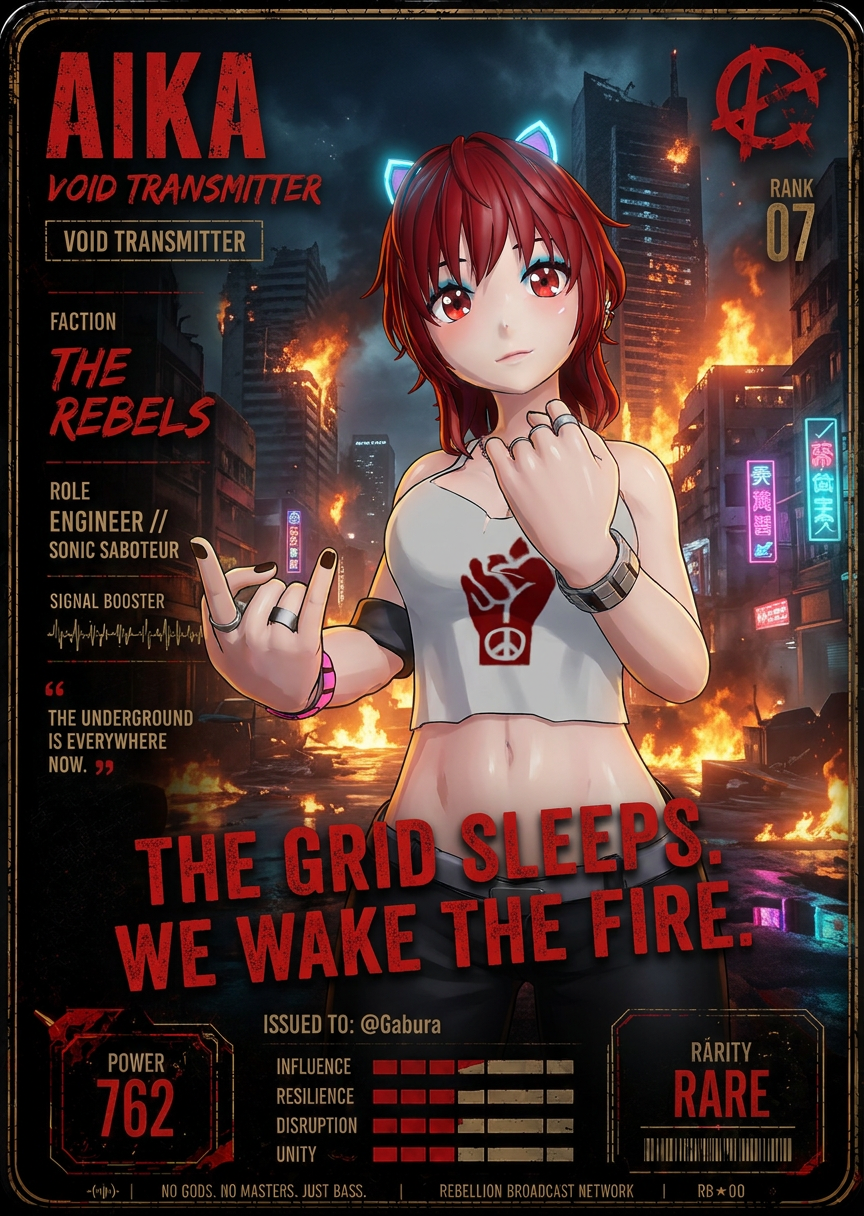 AIKA
VOID TRANSMITTER
VOID TRANSMITTER
RANK
07
FACTION
THE
REBELS
ROLE
ENGINEER //
SONIC SABOTEUR
SIGNAL BOOSTER
“
THE UNDERGROUND
IS EVERYWHERE
NOW. ”
THE GRID SLEEPS.
WE WAKE THE FIRE.
ISSUED TO: @Gabura
POWER
762
INFLUENCE
RESILIENCE
DISRUPTION
UNITY
RÁRITY
RARE
NO GODS. NO MASTERS. JUST BASS. | REBELLION BROADCAST NETWORK | RB★00